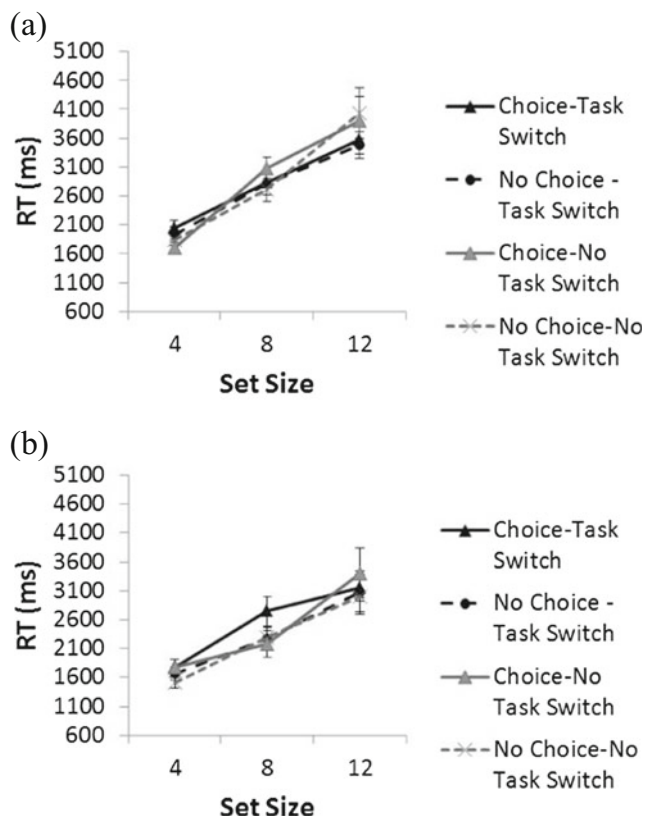 (a)
5100
4600
4100
3600
3100
2600
2100
1600
1100
600
RT (ms)
4 8 12
Set Size
Choice-Task
Switch
No Choice -
Task Switch
Choice-No
Task Switch
No Choice-No
Task Switch
(b)
5100
4600
4100
3600
3100
2600
2100
1600
1100
600
RT (ms)
4 8 12
Set Size
Choice-Task
Switch
No Choice -
Task Switch
Choice-No
Task Switch
No Choice-No
Task Switch